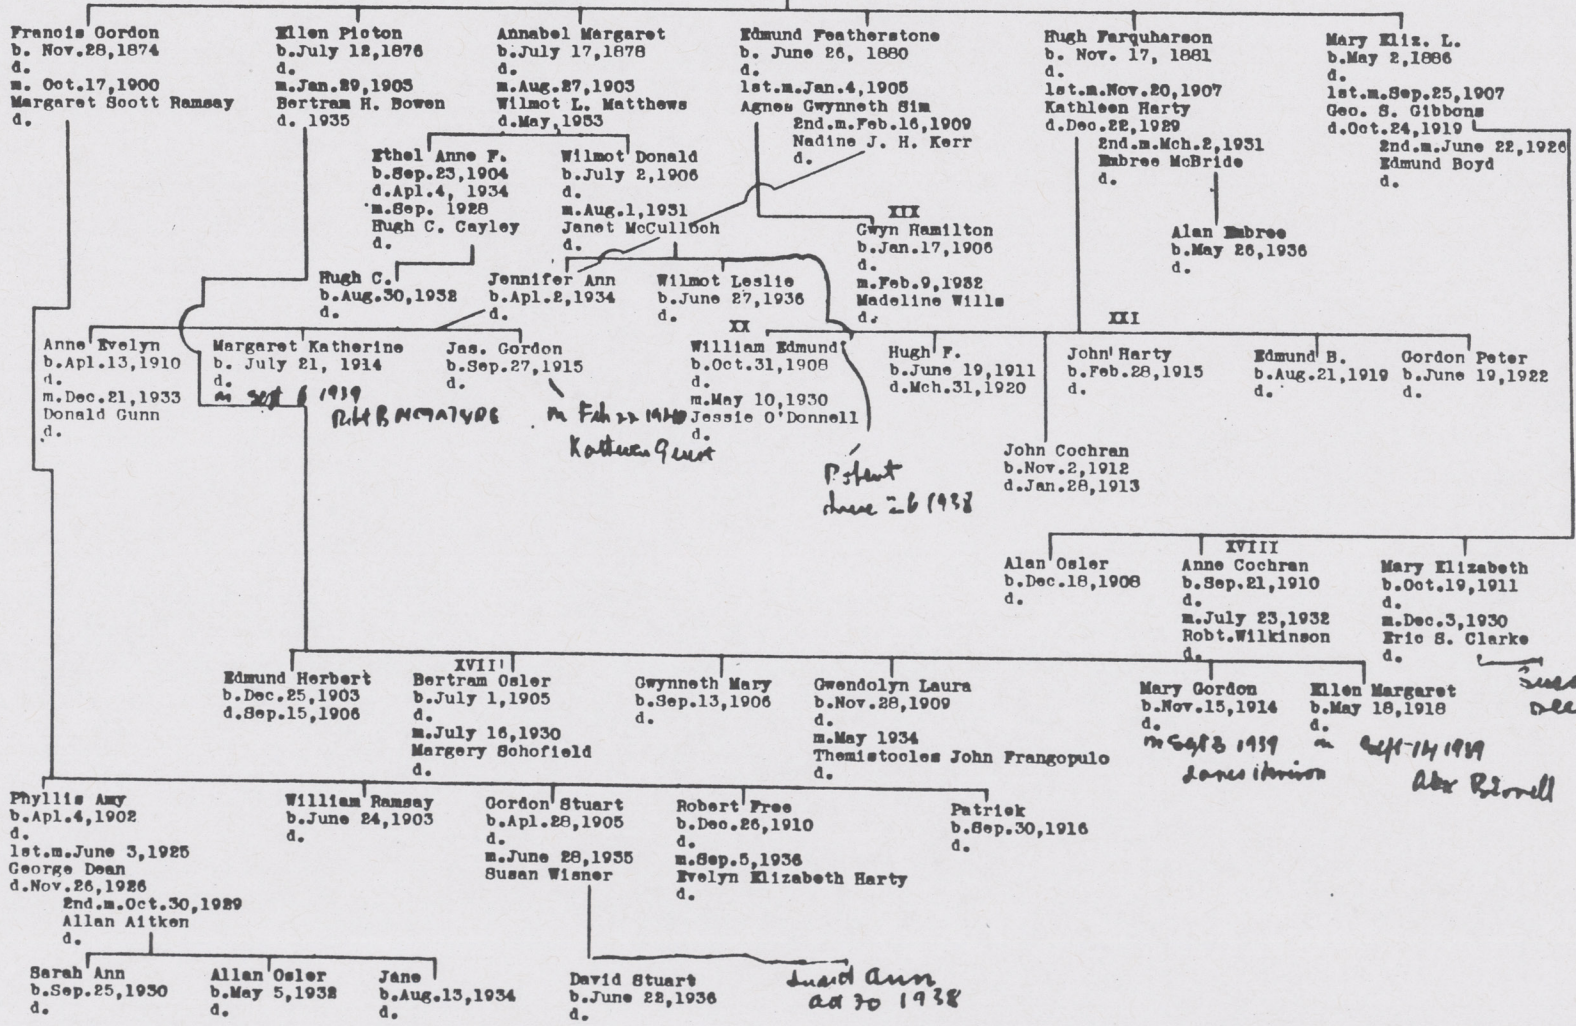 Francis Gordon
b. Nov.28,1874
d.
m. Oct.17,1900
Margaret Scott Ramsay
d.
Ellen Picton
b.July 12,1876
d.
m.Jan.29,1903
Bertram H. Bowen
d. 1935
Annabel Margaret
b.July 17,1878
d.
m.Aug.27,1903
Wilmot L. Matthews
d.May,1933
Edmund Featherstone
b. June 26, 1880
d.
1st.m.Jan.4,1905
Agnes Gwynneth Sim
2nd.m.Feb.16,1909
Nadine J. H. Kerr
d.
Hugh Farquharson
b. Nov. 17, 1881
d.
1st.m.Nov.20,1907
Kathleen Harty
d.Dec.22,1929
2nd.m.Mch.2,1931
Embree McBride
d.
Mary Eliz. L.
b.May 2,1886
d.
1st.m.Sep.25,1907
Geo. S. Gibbons
d.Oct.24,1919
2nd.m.June 22,1926
Edmund Boyd
d.
Ethel Anne F.
b.Sep.23,1904
d.Apl.4, 1934
m.Sep. 1928
Hugh C. Cayley
d.
Wilmot Donald
b.July 2,1906
d.
m.Aug.1,1931
Janet McCulloch
d.
XIX
Gwyn Hamilton
b.Jan.17,1906
d.
m.Feb.9,1932
Madeline Wills
d.
Alan Embree
b.May 26,1936
d.
Hugh C.
b.Aug.30,1932
d.
Jennifer Ann
b.Apl.2,1934
d.
Wilmot Leslie
b.June 27,1936
d.
Anne Evelyn
b.Apl.13,1910
d.
m.Dec.21,1933
Donald Gunn
d.
Margaret Katherine
b. July 21, 1914
d.
m Sept 6 1939
Jas. Gordon
b.Sep.27,1915
d.
m Feb 22 1940
XX
William Edmund
b.Oct.31,1908
d.
m.May 10,1930
Jessie O'Donnell
d.
Hugh F.
b.June 19,1911
d.Mch.31,1920
XXI
John Harty
b.Feb.28,1915
d.
Edmund B.
b.Aug.21,1919
d.
Gordon Peter
b.June 19,1922
d.
June 26 1938
John Cochran
b.Nov.2,1912
d.Jan.28,1913
Alan Osler
b.Dec.18,1908
d.
XVIII
Anne Cochran
b.Sep.21,1910
d.
m.July 23,1932
Robt.Wilkinson
d.
Mary Elizabeth
b.Oct.19,1911
d.
m.Dec.3,1930
Eric S. Clarke
d.
Edmund Herbert
b.Dec.25,1903
d.Sep.15,1906
XVII
Bertram Osler
b.July 1,1905
d.
m.July 16,1930
Margery Schofield
d.
Gwynneth Mary
b.Sep.13,1906
d.
Gwendolyn Laura
b.Nov.28,1909
d.
m.May 1934
Themistocles John Frangopulo
d.
Mary Gordon
b.Nov.15,1914
d.
m Sept 3 1939
Ellen Margaret
b.May 18,1918
d.
m Sept 14 1939
Phyllis Amy
b.Apl.4,1902
d.
1st.m.June 3,1925
George Dean
d.Nov.26,1926
2nd.m.Oct.30,1929
Allan Aitken
d.
William Ramsay
b.June 24,1903
d.
Gordon Stuart
b.Apl.28,1905
d.
m.June 28,1935
Susan Wisner
Robert Free
b.Dec.26,1910
d.
m.Sep.5,1936
Evelyn Elizabeth Harty
d.
Patrick
b.Sep.30,1916
d.
Sarah Ann
b.Sep.25,1930
d.
Allan Osler
b.May 5,1932
d.
Jane
b.Aug.13,1934
d.
David Stuart
b.June 22,1936
d.
Ann
30 1938